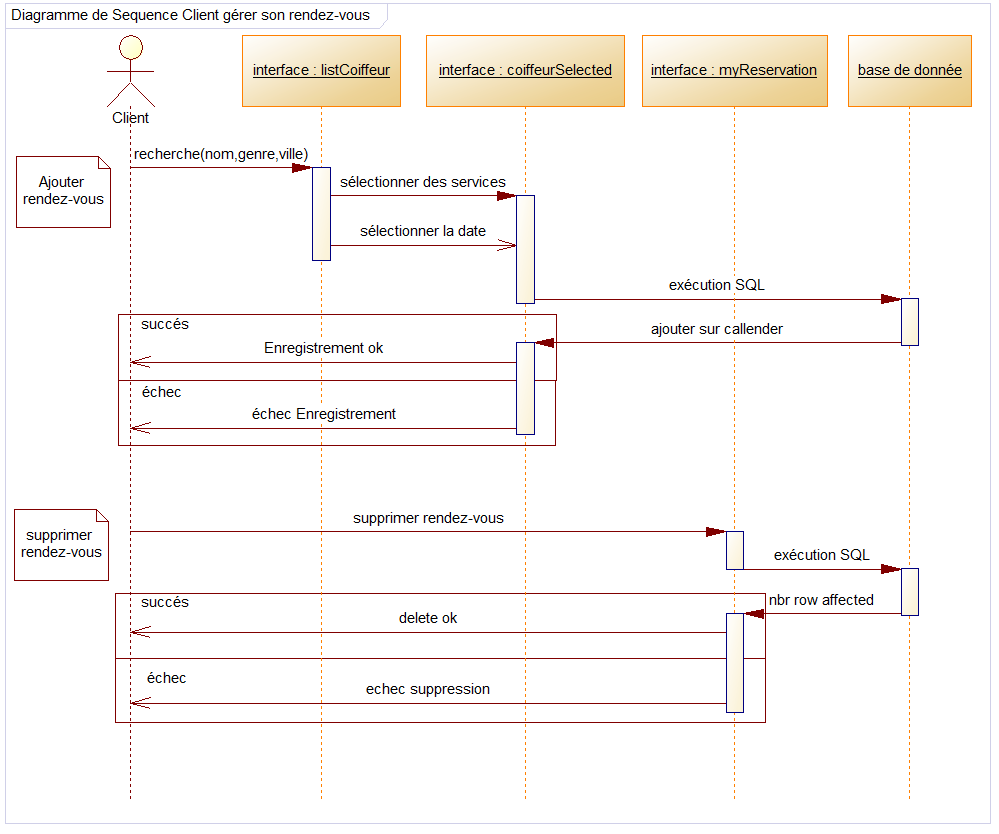 Diagramme de Sequence Client gérer son rendez-vous
interface : listCoiffeur
interface : coiffeurSelected
interface : myReservation
base de donnée
Client
recherche(nom,genre,ville)
Ajouter
rendez-vous
sélectionner des services
sélectionner la date
exécution SQL
succés
ajouter sur callender
Enregistrement ok
échec
échec Enregistrement
supprimer rendez-vous
supprimer
rendez-vous
exécution SQL
succés
nbr row affected
delete ok
échec
echec suppression